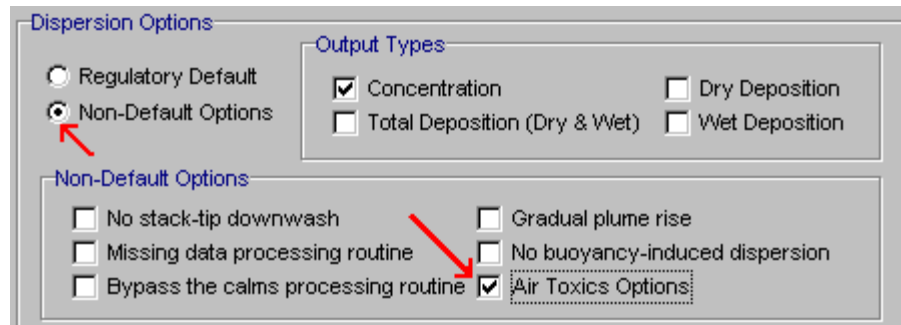 Dispersion Options
Regulatory Default
Non-Default Options
Output Types
Concentration
Dry Deposition
Total Deposition (Dry & Wet)
Wet Deposition
Non-Default Options
No stack-tip downwash
Gradual plume rise
Missing data processing routine
No buoyancy-induced dispersion
Bypass the calms processing routine
Air Toxics Options